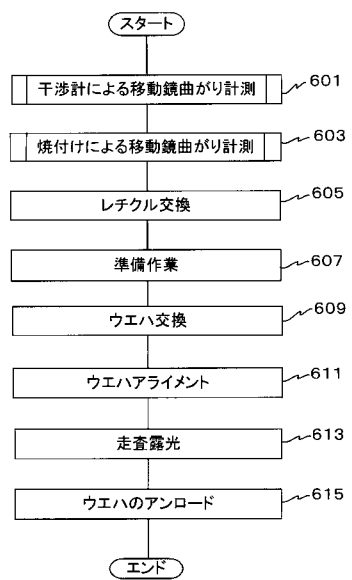 スタート
干渉計による移動鏡曲がり計測 601
焼付けによる移動鏡曲がり計測 603
レチクル交換 605
準備作業 607
ウエハ交換 609
ウエハアライメント 611
走査露光 613
ウエハのアンロード 615
エンド